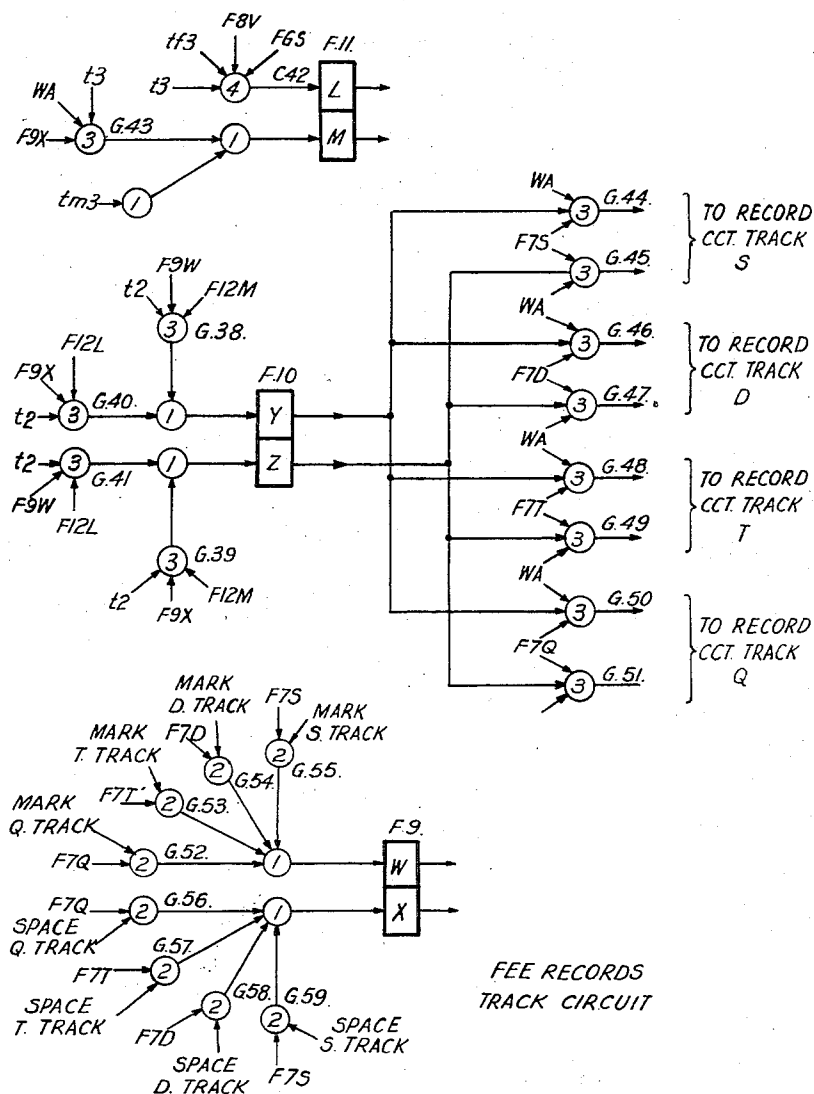 F8V
tf3
FGS
F.11.
t3
4
C42
L
t3
WA
G.43
F9X
3
1
M
tm3
1
WA
G.44.
3
F7S
G.45.
3
WA
TO RECORD
CCT. TRACK
S
F9W
t2
F12M
3
G.38.
G.46.
3
F7D
G.47.
3
WA
TO RECORD
CCT. TRACK
D
F12L
F9X
F.10
t2
3
G.40.
1
Y
t2
3
G.41
1
Z
F9W
F12L
G.48.
3
F7T
G.49
3
WA
TO RECORD
CCT. TRACK
T
3
G.39
t2
F12M
F9X
G.50
3
F7Q
G.51.
3
TO RECORD
CCT. TRACK
Q
MARK
D. TRACK
F7S
MARK
S. TRACK
MARK
T. TRACK
F7D
2
G.54.
2
G.55.
F7T
2
G.53.
MARK
Q. TRACK
F.9.
F7Q
2
G.52.
1
W
F7Q
2
G.56.
1
X
SPACE
Q. TRACK
G.57.
F7T
2
SPACE
T. TRACK
G58.
2
F7D
SPACE
D. TRACK
G.59.
2
SPACE
S. TRACK
F7S
FEE RECORDS
TRACK CIRCUIT